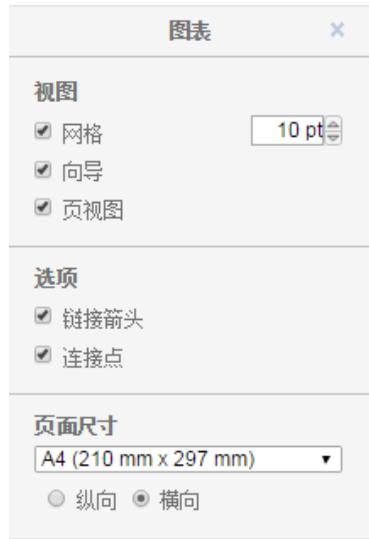 图表 ×
视图
网格 10 pt
向导
页视图
选项
链接箭头
连接点
页面尺寸
A4 (210 mm x 297 mm)
纵向 横向